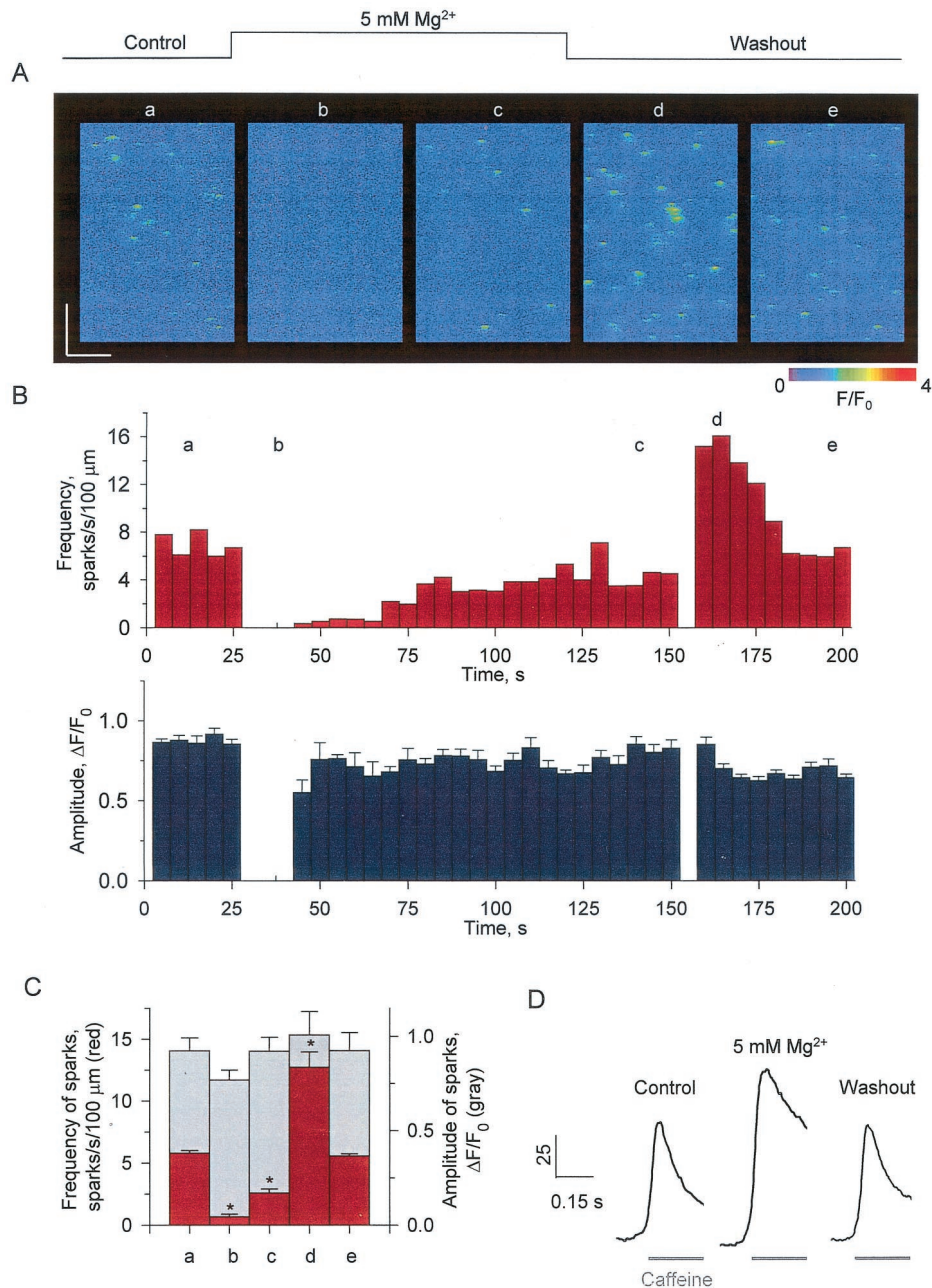 5 mM Mg²⁺
Control
Washout
A
a b c d e
0 4
F/F₀
B
Frequency,
sparks/s/100 μm
16
12
8
4
0
a b c d e
0 25 50 75 100 125 150 175 200
Time, s
Amplitude, ΔF/F₀
1.0
0.5
0.0
0 25 50 75 100 125 150 175 200
Time, s
C
Frequency of sparks,
sparks/s/100 μm (red)
15
10
5
0
* * *
a b c d e
1.0
0.5
0.0
Amplitude of sparks,
ΔF/F₀ (gray)
D
5 mM Mg²⁺
Control
Washout
25
0.15 s
Caffeine